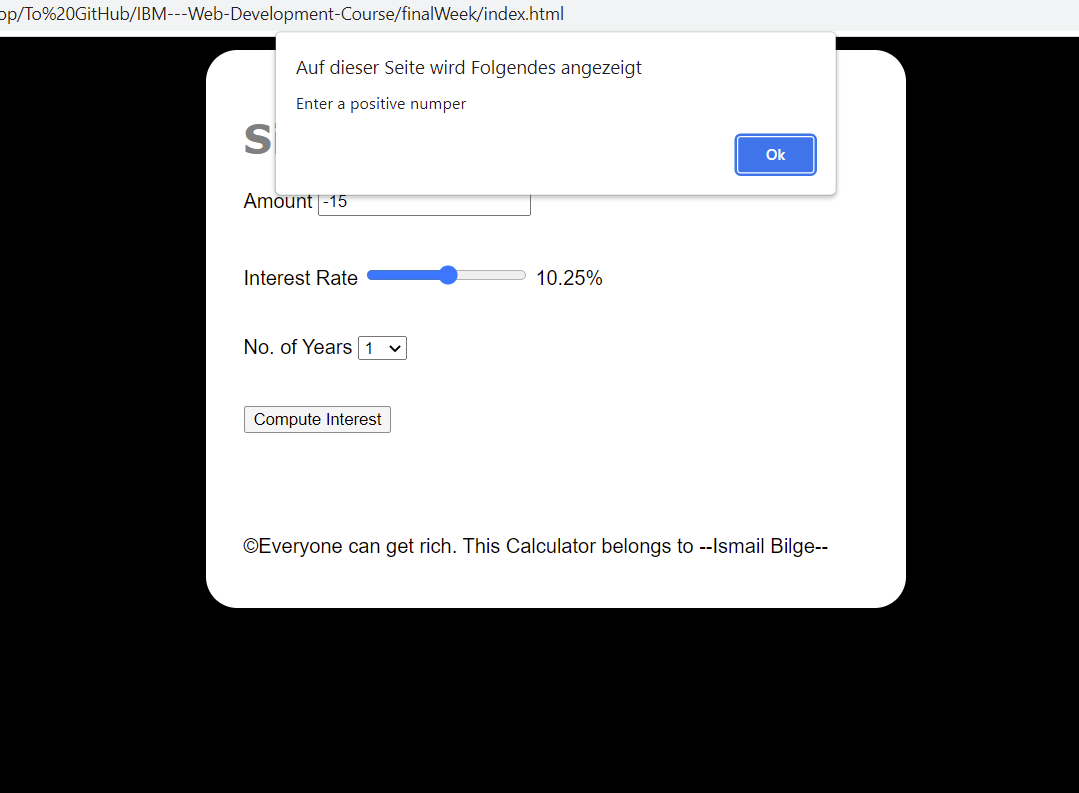 op/To%20GitHub/IBM---Web-Development-Course/finalWeek/index.html
Auf dieser Seite wird Folgendes angezeigt
Enter a positive numper
Ok
Amount -15
Interest Rate 10.25%
No. of Years 1
Compute Interest
©Everyone can get rich. This Calculator belongs to --Ismail Bilge--